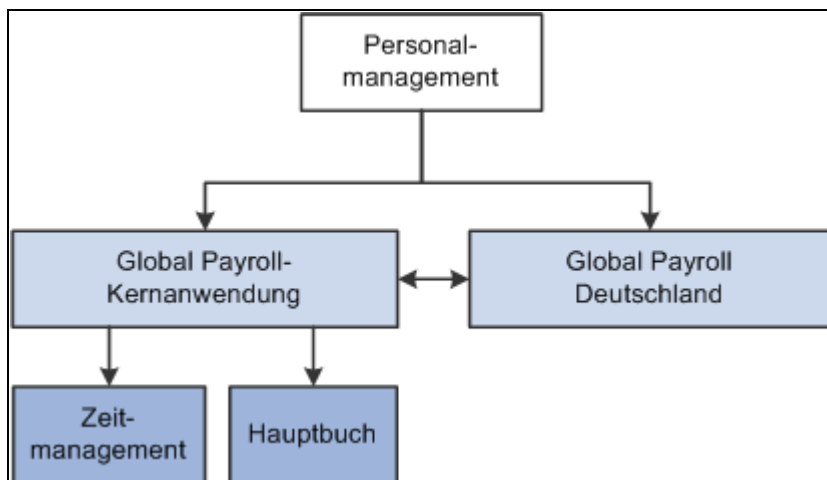 Personal-
management
Global Payroll-
Kernanwendung
Global Payroll
Deutschland
Zeit-
management
Hauptbuch